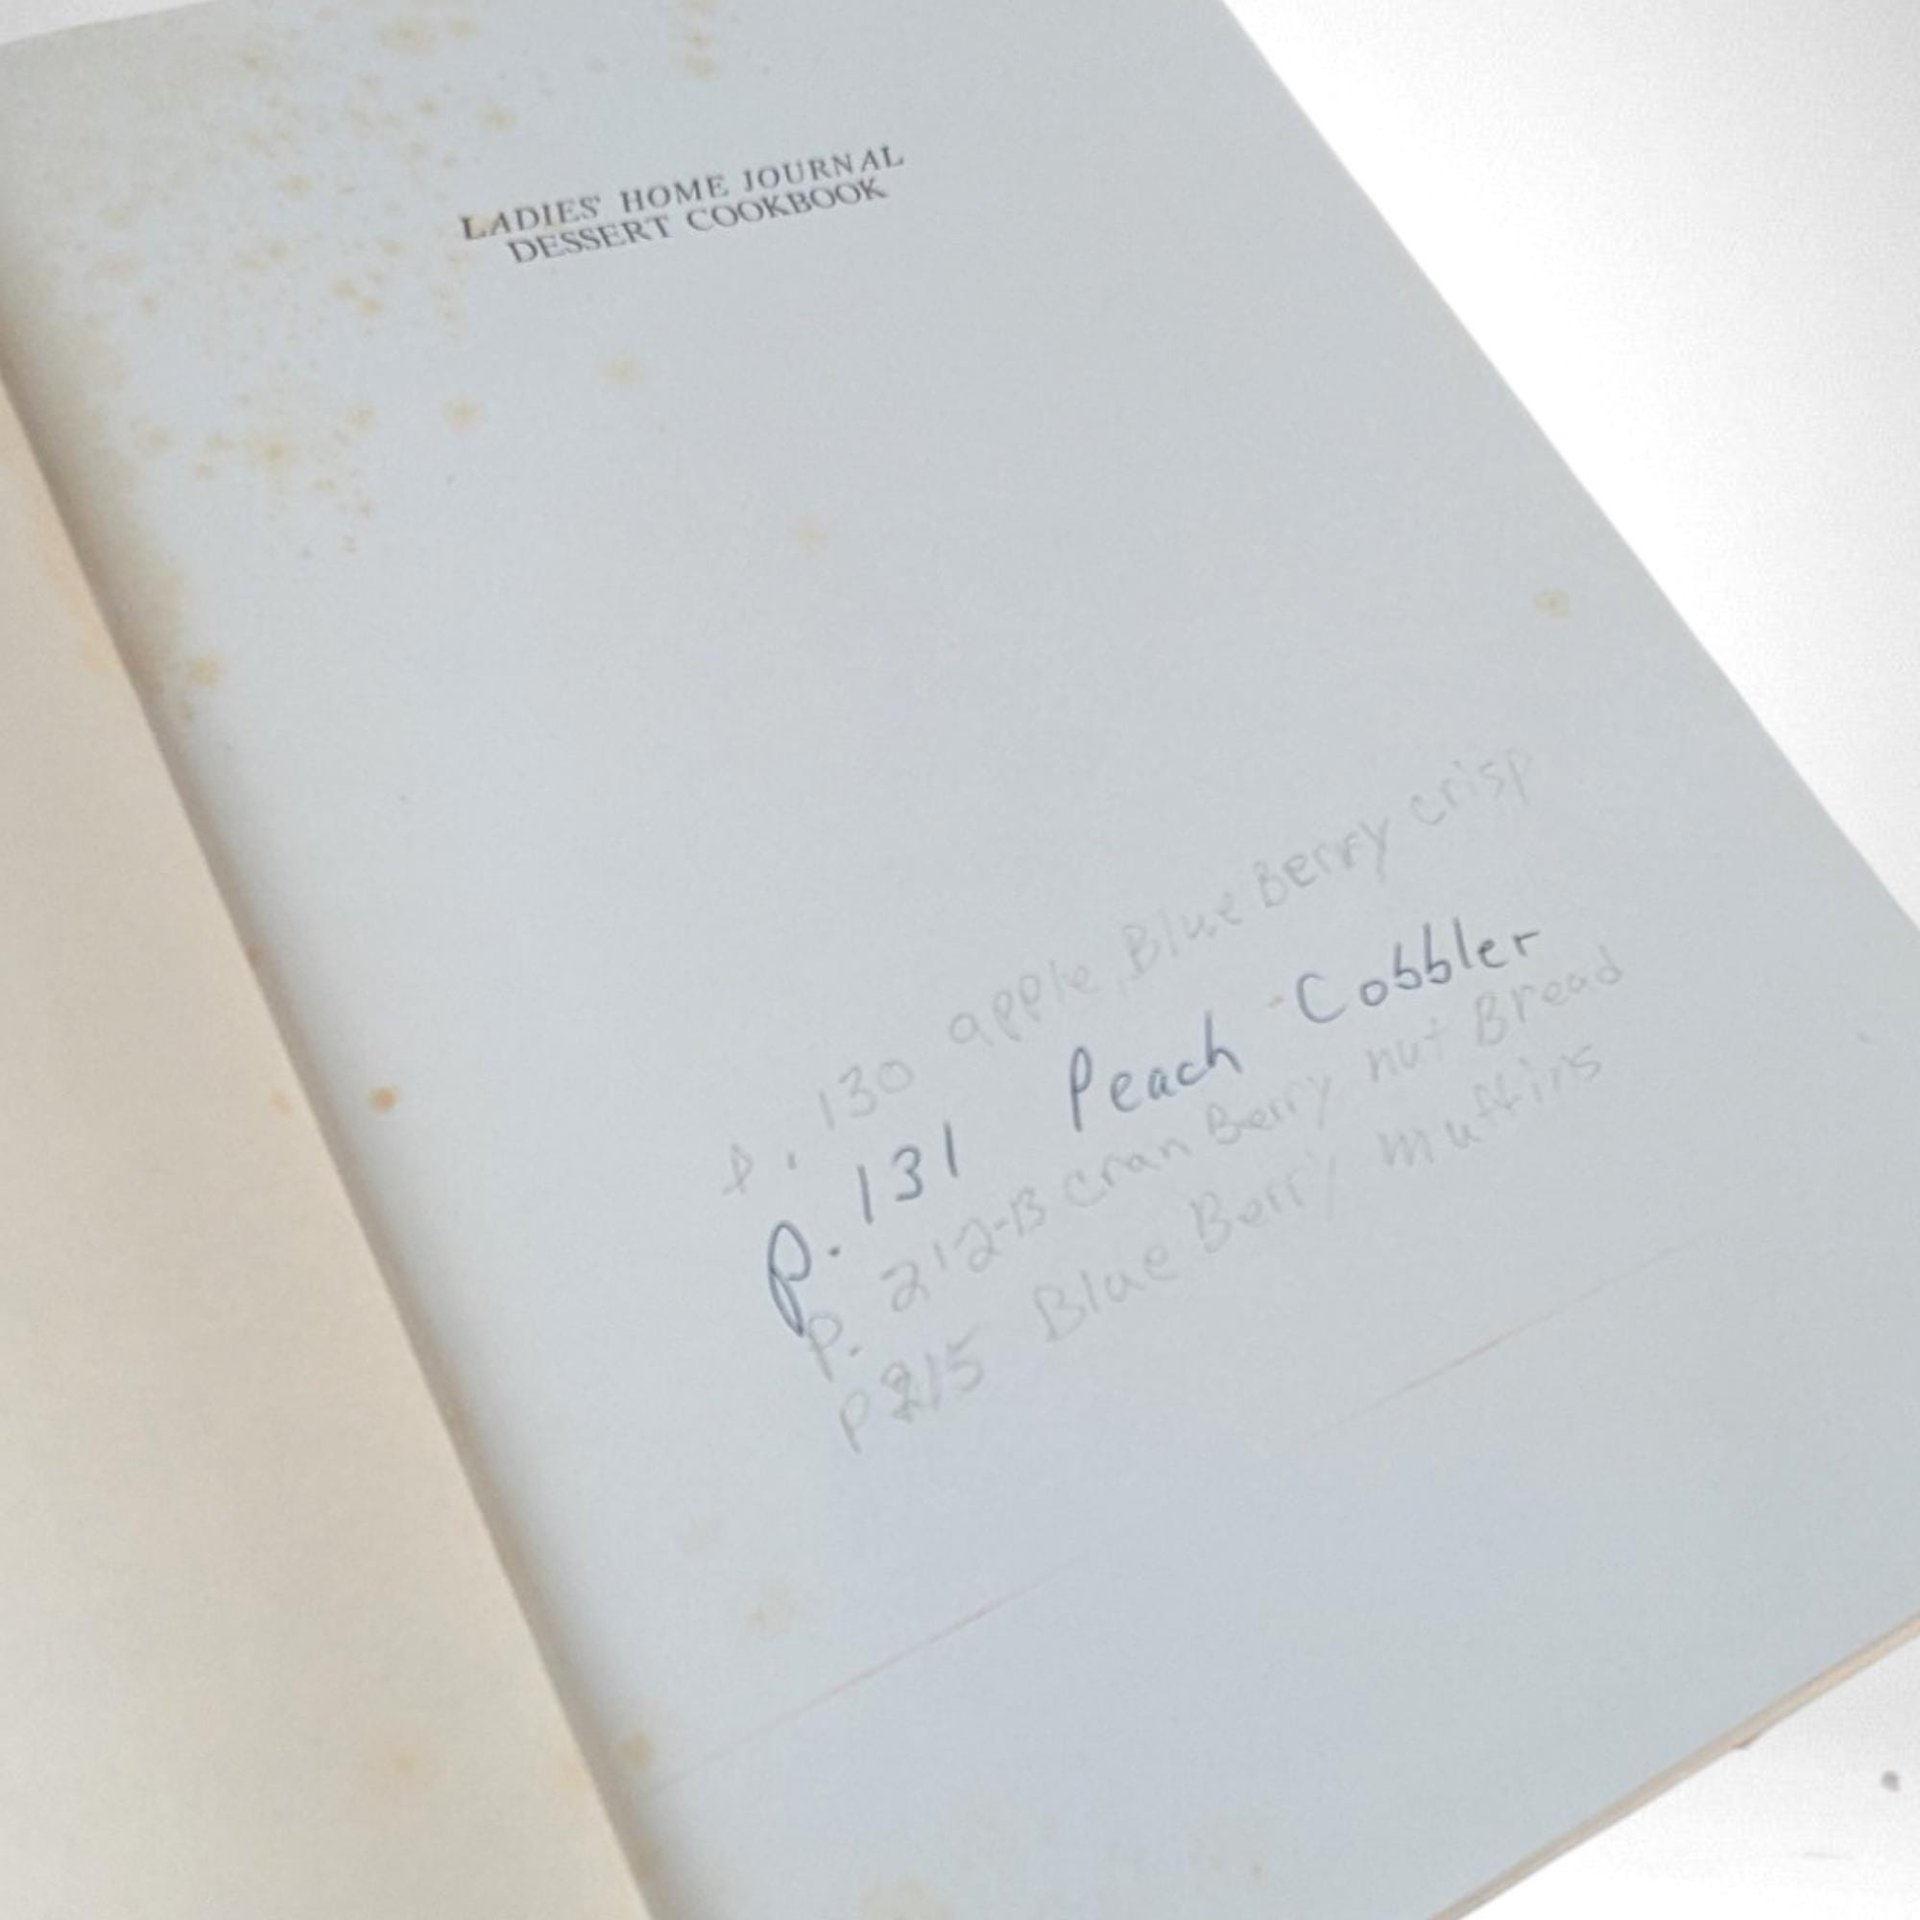 LADIES' HOME JOURNAL
DESSERT COOKBOOK
p. 130 apple, Blue Berry crisp
p. 131 Peach Cobbler
p. 212-B cran Berry nut Bread
p 215 Blue Berry muffins